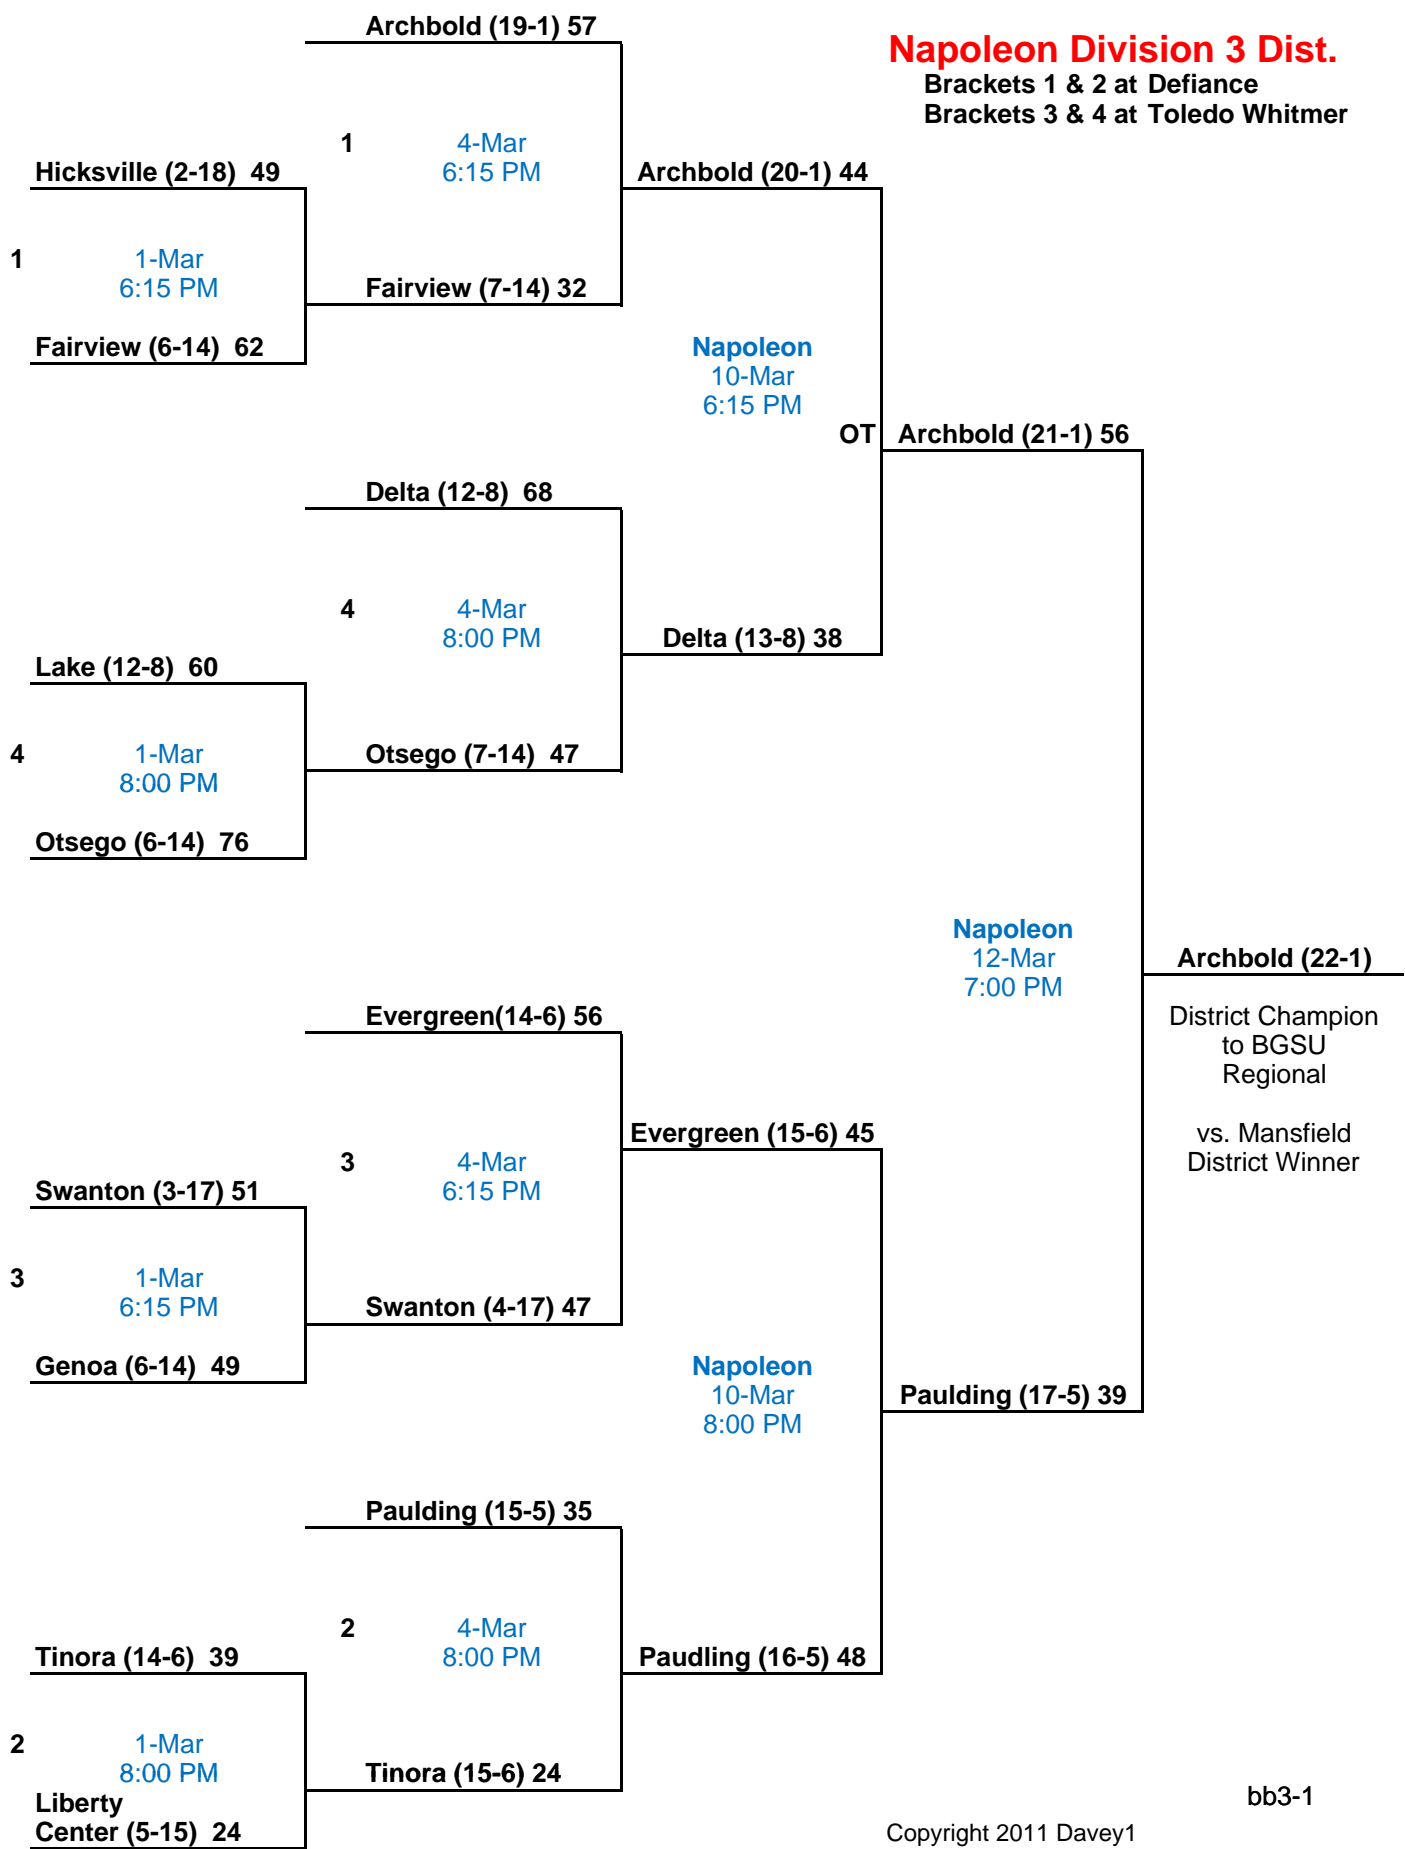 Archbold (19-1) 57
Napoleon Division 3 Dist.
Brackets 1 & 2 at Defiance
Brackets 3 & 4 at Toledo Whitmer
1
4-Mar
6:15 PM
Hicksville (2-18)  49
Archbold (20-1) 44
1
1-Mar
6:15 PM
Fairview (7-14) 32
Fairview (6-14)  62
Napoleon
10-Mar
6:15 PM
OT
Archbold (21-1) 56
Delta (12-8)  68
4
4-Mar
8:00 PM
Delta (13-8) 38
Lake (12-8)  60
4
1-Mar
8:00 PM
Otsego (7-14)  47
Otsego (6-14)  76
Napoleon
12-Mar
7:00 PM
Archbold (22-1)
District Champion
to BGSU
Regional
vs. Mansfield
District Winner
Evergreen(14-6) 56
3
4-Mar
6:15 PM
Evergreen (15-6) 45
Swanton (3-17) 51
3
1-Mar
6:15 PM
Swanton (4-17) 47
Genoa (6-14)  49
Napoleon
10-Mar
8:00 PM
Paulding (17-5) 39
Paulding (15-5) 35
2
4-Mar
8:00 PM
Paudling (16-5) 48
Tinora (14-6)  39
2
1-Mar
8:00 PM
Tinora (15-6) 24
Liberty
Center (5-15)  24
bb3-1
Copyright 2011 Davey1